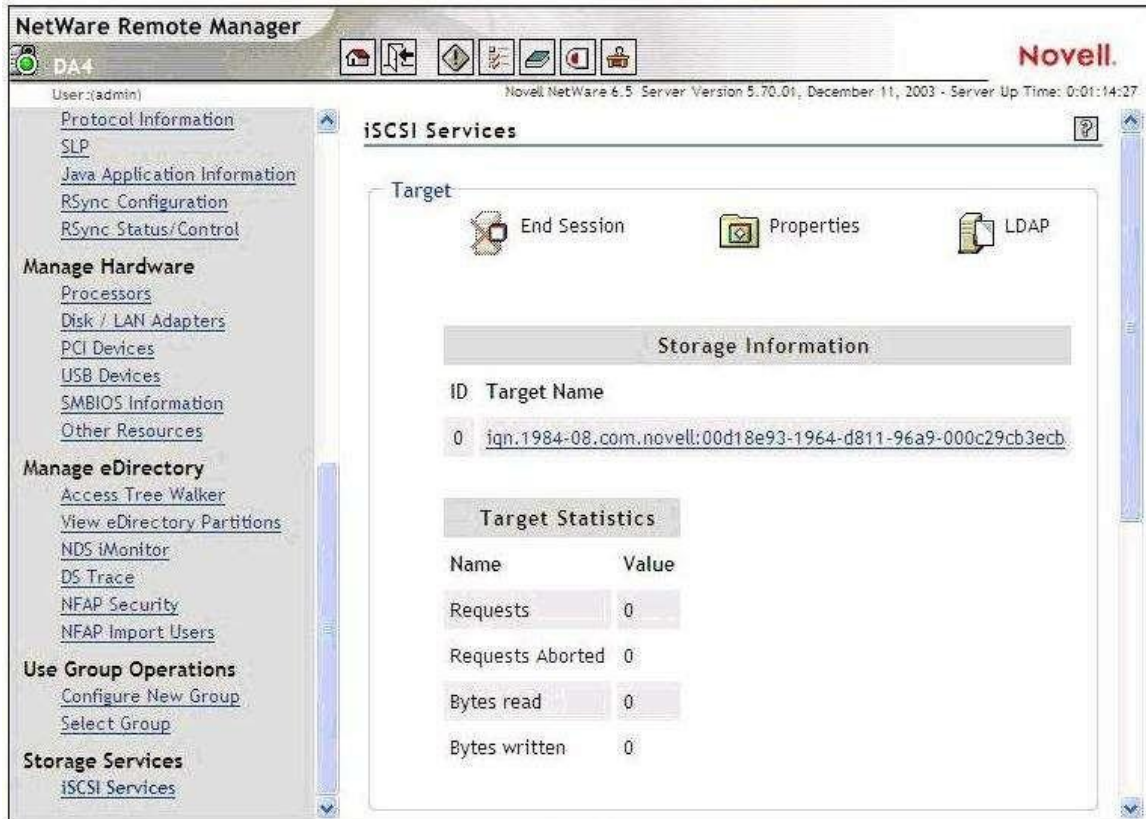 NetWare Remote Manager
DA4
Novell.
User:(admin)
Novell NetWare 6.5 Server Version 5.70.01, December 11, 2003 - Server Up Time: 0:01:14:27
Protocol Information
SLP
Java Application Information
RSync Configuration
RSync Status/Control
Manage Hardware
Processors
Disk / LAN Adapters
PCI Devices
USB Devices
SMBIOS Information
Other Resources
Manage eDirectory
Access Tree Walker
View eDirectory Partitions
NDS iMonitor
DS Trace
NFAP Security
NFAP Import Users
Use Group Operations
Configure New Group
Select Group
Storage Services
iSCSI Services
iSCSI Services
?
Target
End Session
Properties
LDAP
Storage Information
ID Target Name
0 iqn.1984-08.com.novell:00d18e93-1964-d811-96a9-000c29cb3ecb
Target Statistics
Name Value
Requests 0
Requests Aborted 0
Bytes read 0
Bytes written 0